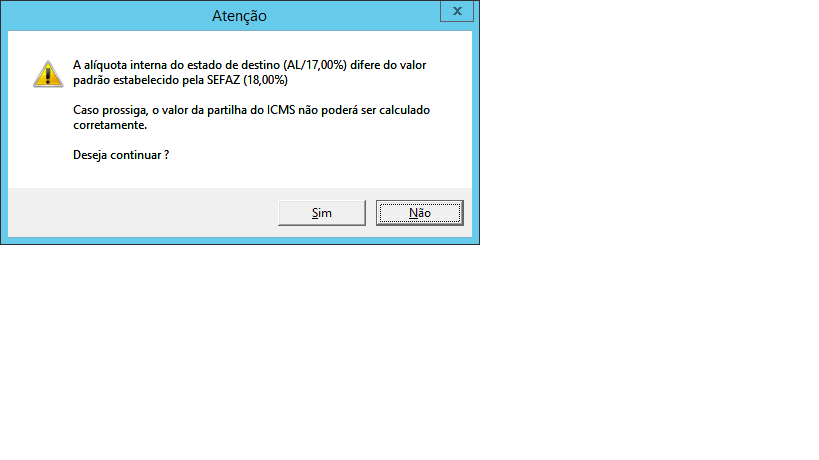 Atenção
x
A alíquota interna do estado de destino (AL/17,00%) difere do valor
padrão estabelecido pela SEFAZ (18,00%)
Caso prossiga, o valor da partilha do ICMS não poderá ser calculado
corretamente.
Deseja continuar ?
Sim Não